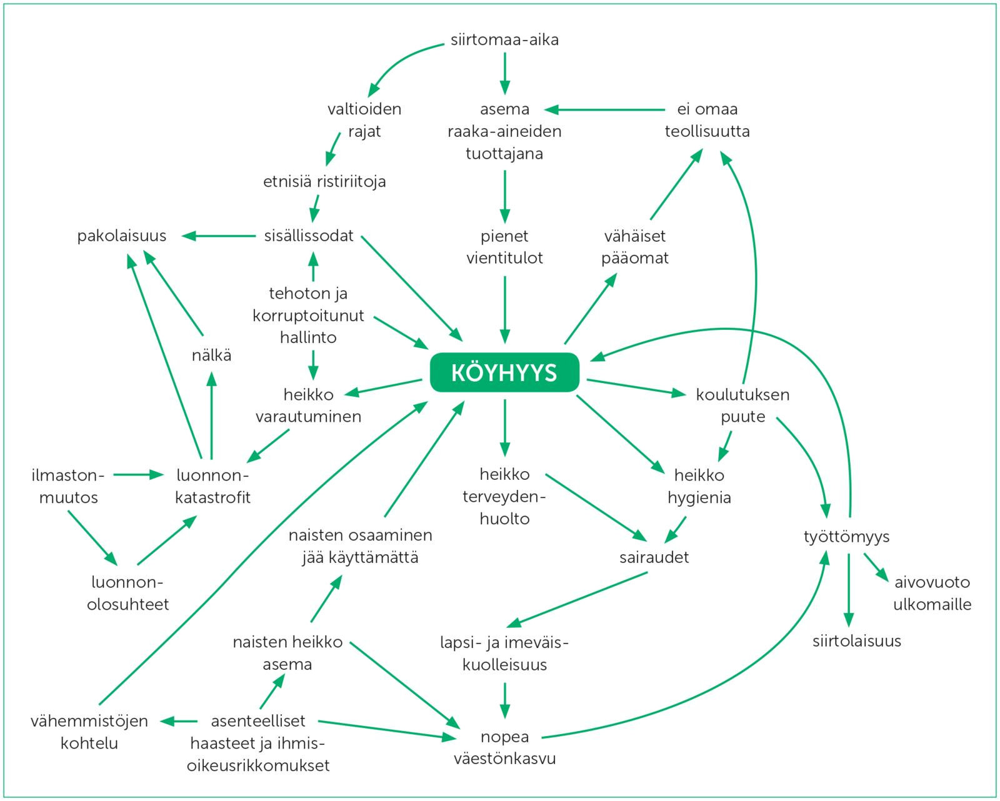 siirtomaa-aika
valtioiden
rajat
asema
raaka-aineiden
tuottajana
ei omaa
teollisuutta
etnisiä ristiriitoja
pakolaisuus
sisällissodat
pienet
vientitulot
vähäiset
pääomat
tehoton ja
korruptoitunut
hallinto
nälkä
KÖYHYYS
heikko
varautuminen
koulutuksen
puute
ilmaston-
muutos
luonnon-
katastrofit
heikko
terveyden-
huolto
heikko
hygienia
naisten osaaminen
jää käyttämättä
sairaudet
työttömyys
luonnon-
olosuhteet
aivovuoto
ulkomaille
naisten heikko
asema
lapsi- ja imeväis-
kuolleisuus
siirtolaisuus
vähemmistöjen
kohtelu
asenteelliset
haasteet ja ihmis-
oikeusrikkomukset
nopea
väestönkasvu